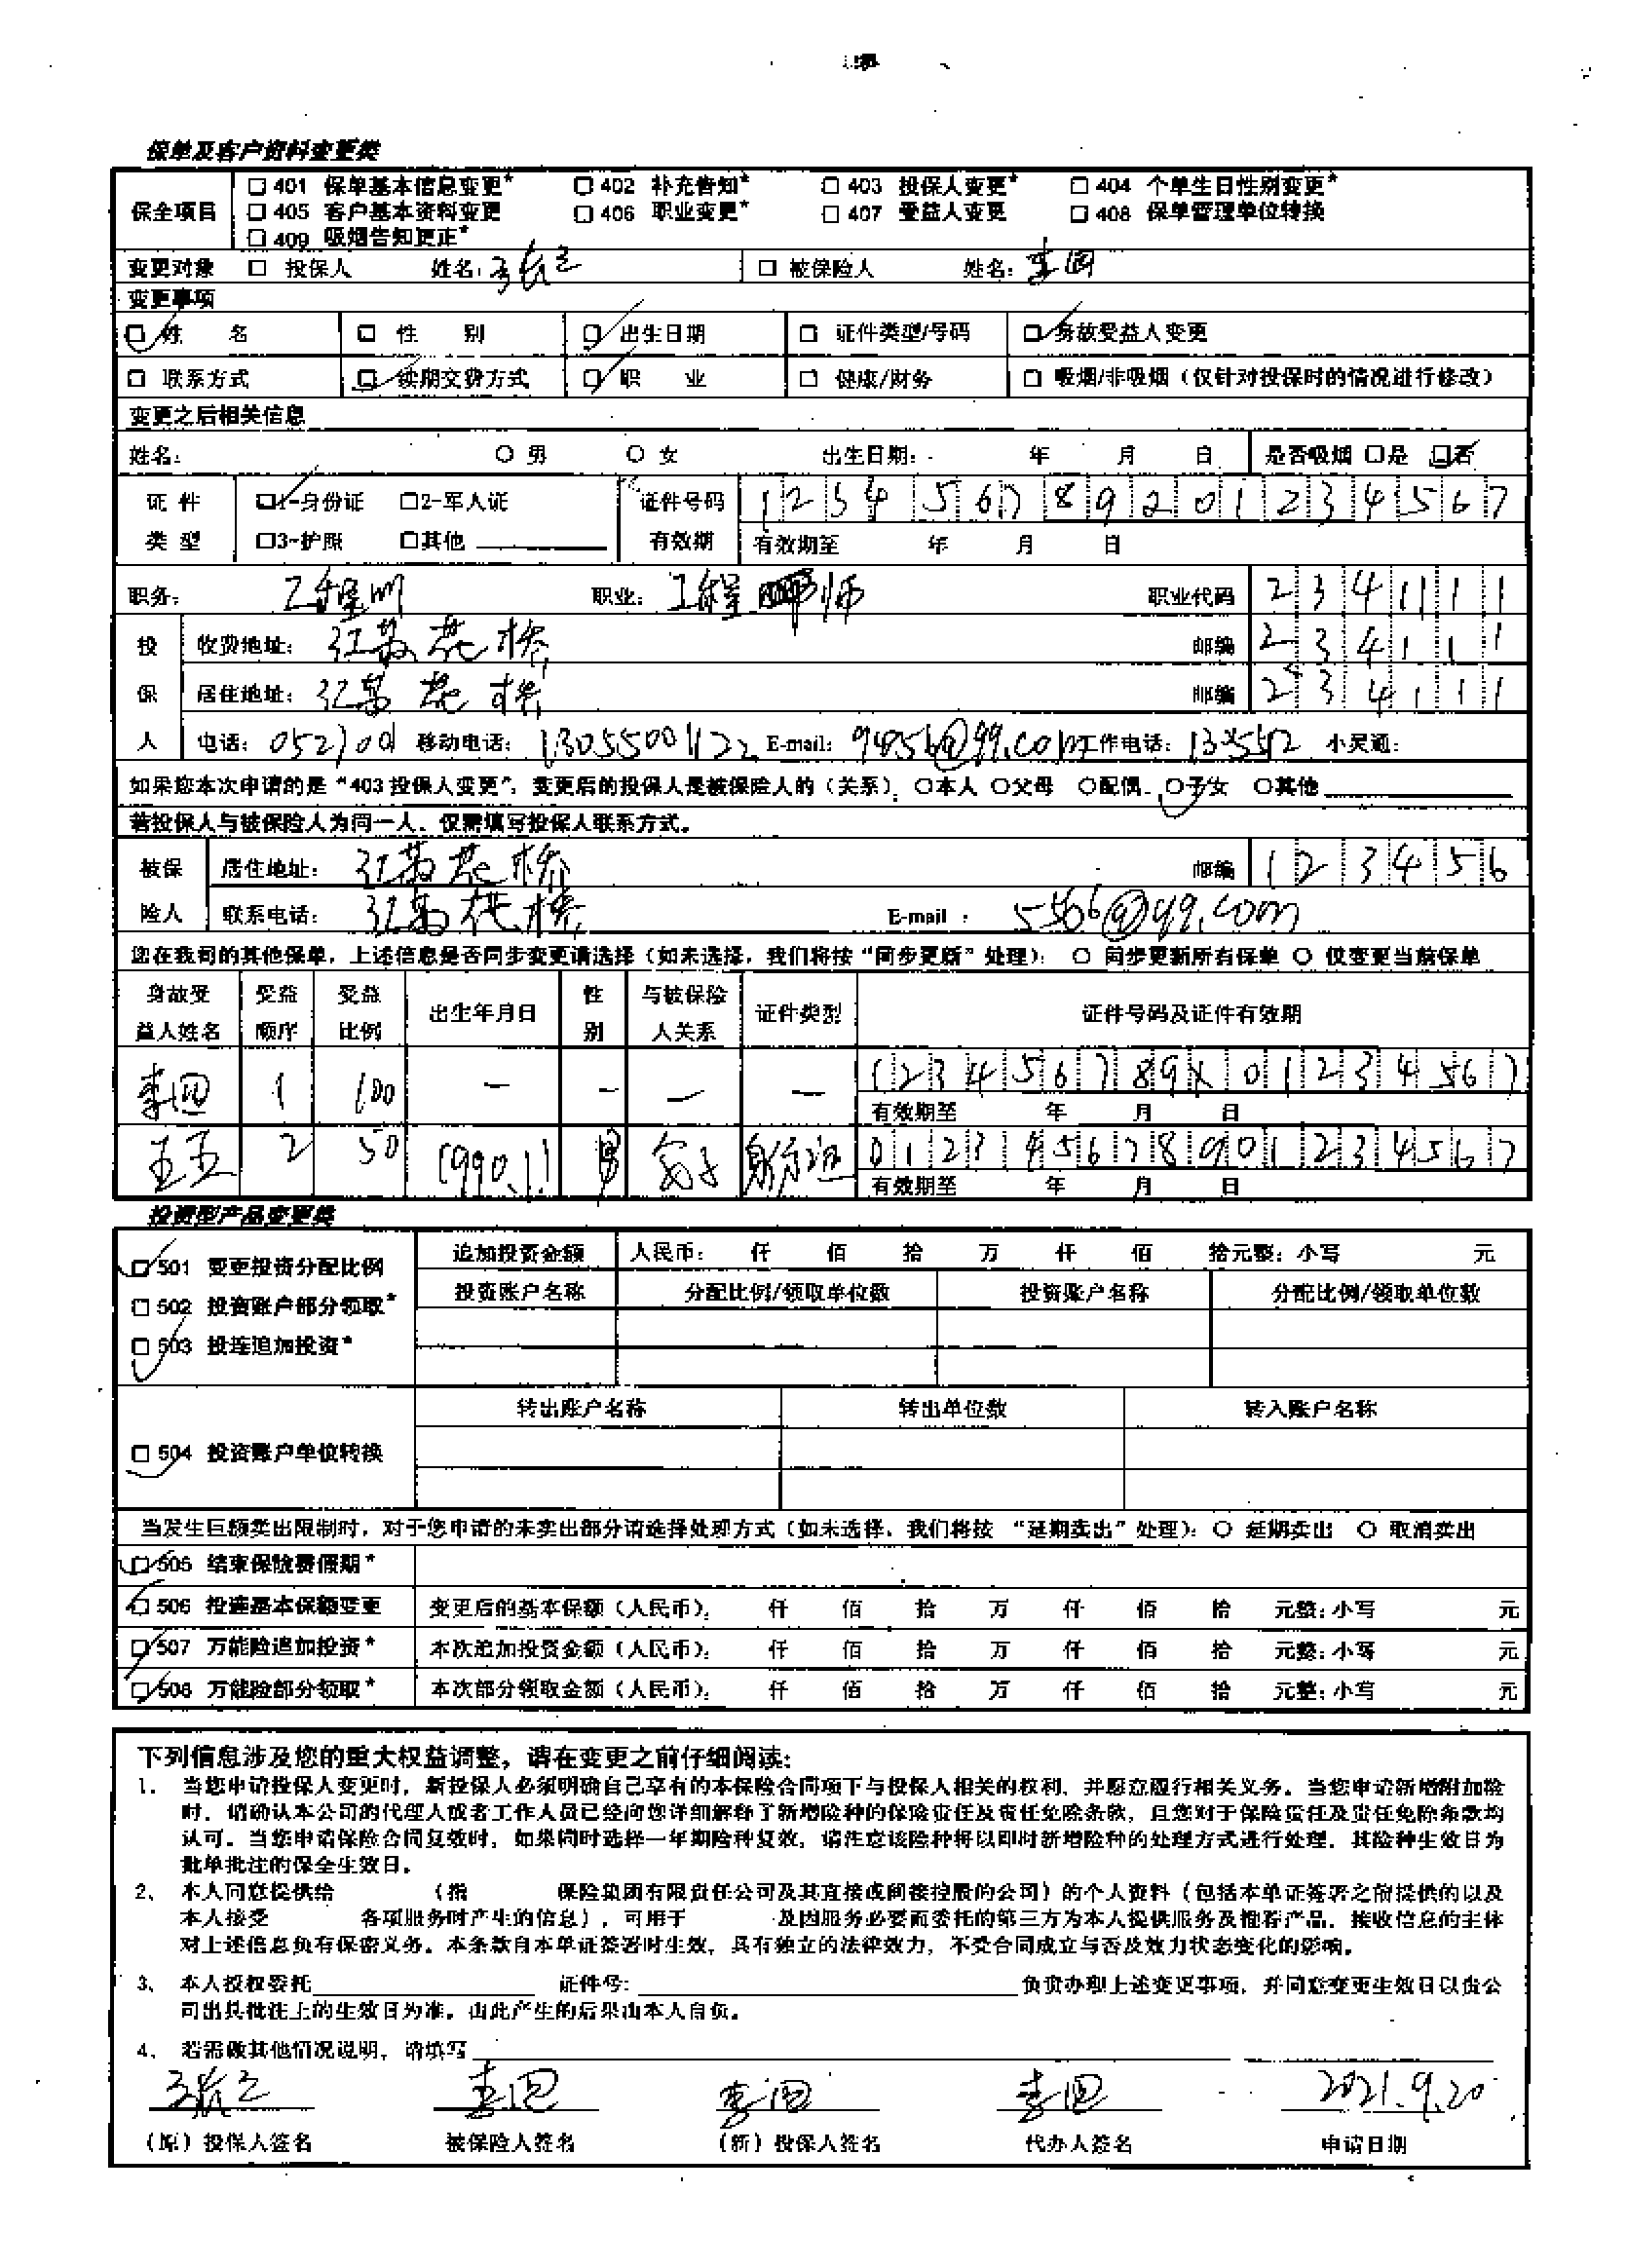 保单及客户资料变更类
保全项目 □ 401 保单基本信息变更* □ 402 补充告知* □ 403 投保人变更* □ 404 个单生日性别变更*
□ 405 客户基本资料变更 □ 406 职业变更* □ 407 受益人变更 □ 408 保单管理单位转换
□ 409 吸烟告知更正*
变更对象 □ 投保人 姓名: □ 被保险人 姓名: 李四
变更事项
□ 姓 名 □ 性 别 □ 出生日期 □ 证件类型/号码 □ 身故受益人变更
□ 联系方式 □ 续期交费方式 □ 职 业 □ 健康/财务 □ 吸烟/非吸烟（仅针对投保时的情况进行修改）
变更之后相关信息
姓名: ○ 男 ○ 女 出生日期: 年 月 日 是否吸烟 □是 □否
证 件 □1-身份证 □2-军人证 证件号码 1 2 3 4 5 6 7 8 9 2 0 1 2 3 4 5 6 7
类 型 □3-护照 □其他 有效期 有效期至 年 月 日
职务: 工程师 职业: 工程师 职业代码 2 3 4 1 1 1
投 收费地址: 江苏花桥 邮编 2 3 4 1 1 1
保 居住地址: 江苏花桥 邮编 2 3 4 1 1 1
人 电话: 移动电话: 13055001122 E-mail: 工作电话: 小灵通:
如果您本次申请的是“403 投保人变更”，变更后的投保人是被保险人的（关系）: ○本人 ○父母 ○配偶 ○子女 ○其他
若投保人与被保险人为同一人，仅需填写投保人联系方式。
被保 居住地址: 江苏花桥 邮编 1 2 3 4 5 6
险人 联系电话: 江苏花桥 E-mail : 5566@qq.com
您在我司的其他保单，上述信息是否同步变更请选择（如未选择，我们将按“同步更新”处理）: ○ 同步更新所有保单 ○ 仅变更当前保单
身故受益人姓名 受益顺序 受益比例 出生年月日 性别 与被保险人关系 证件类型 证件号码及证件有效期
李四 1 100 — — — — 1 2 3 4 5 6 7 8 9 X 0 1 2 3 4 5 6 7
有效期至 年 月 日
王五 2 50 1990.1.1 男 身份证 0 1 2 3 4 5 6 7 8 9 0 1 2 3 4 5 6 7
有效期至 年 月 日
投资型产品变更类
□ 501 变更投资分配比例 追加投资金额 人民币: 仟 佰 拾 万 仟 佰 拾元整; 小写 元
□ 502 投资账户部分领取* 投资账户名称 分配比例/领取单位数 投资账户名称 分配比例/领取单位数
□ 503 投连追加投资*
转出账户名称 转出单位数 转入账户名称
□ 504 投资账户单位转换
当发生巨额卖出限制时，对于您申请的未卖出部分请选择处理方式（如未选择，我们将按 “延期卖出”处理）: ○ 延期卖出 ○ 取消卖出
□ 505 结束保险费假期*
□ 506 投连基本保额变更 变更后的基本保额（人民币）: 仟 佰 拾 万 仟 佰 拾 元整; 小写 元
□ 507 万能险追加投资* 本次追加投资金额（人民币）: 仟 佰 拾 万 仟 佰 拾 元整; 小写 元
□ 508 万能险部分领取* 本次部分领取金额（人民币）: 仟 佰 拾 万 仟 佰 拾 元整; 小写 元
下列信息涉及您的重大权益调整，请在变更之前仔细阅读:
1、 当您申请投保人变更时，新投保人必须明确自己享有的本保险合同项下与投保人相关的权利，并愿意履行相关义务。当您申请新增附加险
时，请确认本公司的代理人或者工作人员已经向您详细解释了新增险种的保险责任及责任免除条款，且您对于保险责任及责任免除条款均
认可。当您申请保险合同复效时，如果同时选择一年期险种复效，请注意该险种将以即时新增险种的处理方式进行处理，其险种生效日为
批单批注的保全生效日。
2、 本人同意提供给 （指 保险集团有限责任公司及其直接或间接控股的公司）的个人资料（包括本单证签署之前提供的以及
本人接受 各项服务时产生的信息），可用于 及因服务必要而委托的第三方为本人提供服务及推荐产品，接收信息的主体
对上述信息负有保密义务。本条款自本单证签署时生效，具有独立的法律效力，不受合同成立与否及效力状态变化的影响。
3、 本人授权委托 证件号: 负责办理上述变更事项，并同意变更生效日以贵公
司出具批注上的生效日为准，由此产生的后果由本人自负。
4、 若需做其他情况说明，请填写
李四 李四 李四 2021.9.20
（原）投保人签名 被保险人签名 （新）投保人签名 代办人签名 申请日期